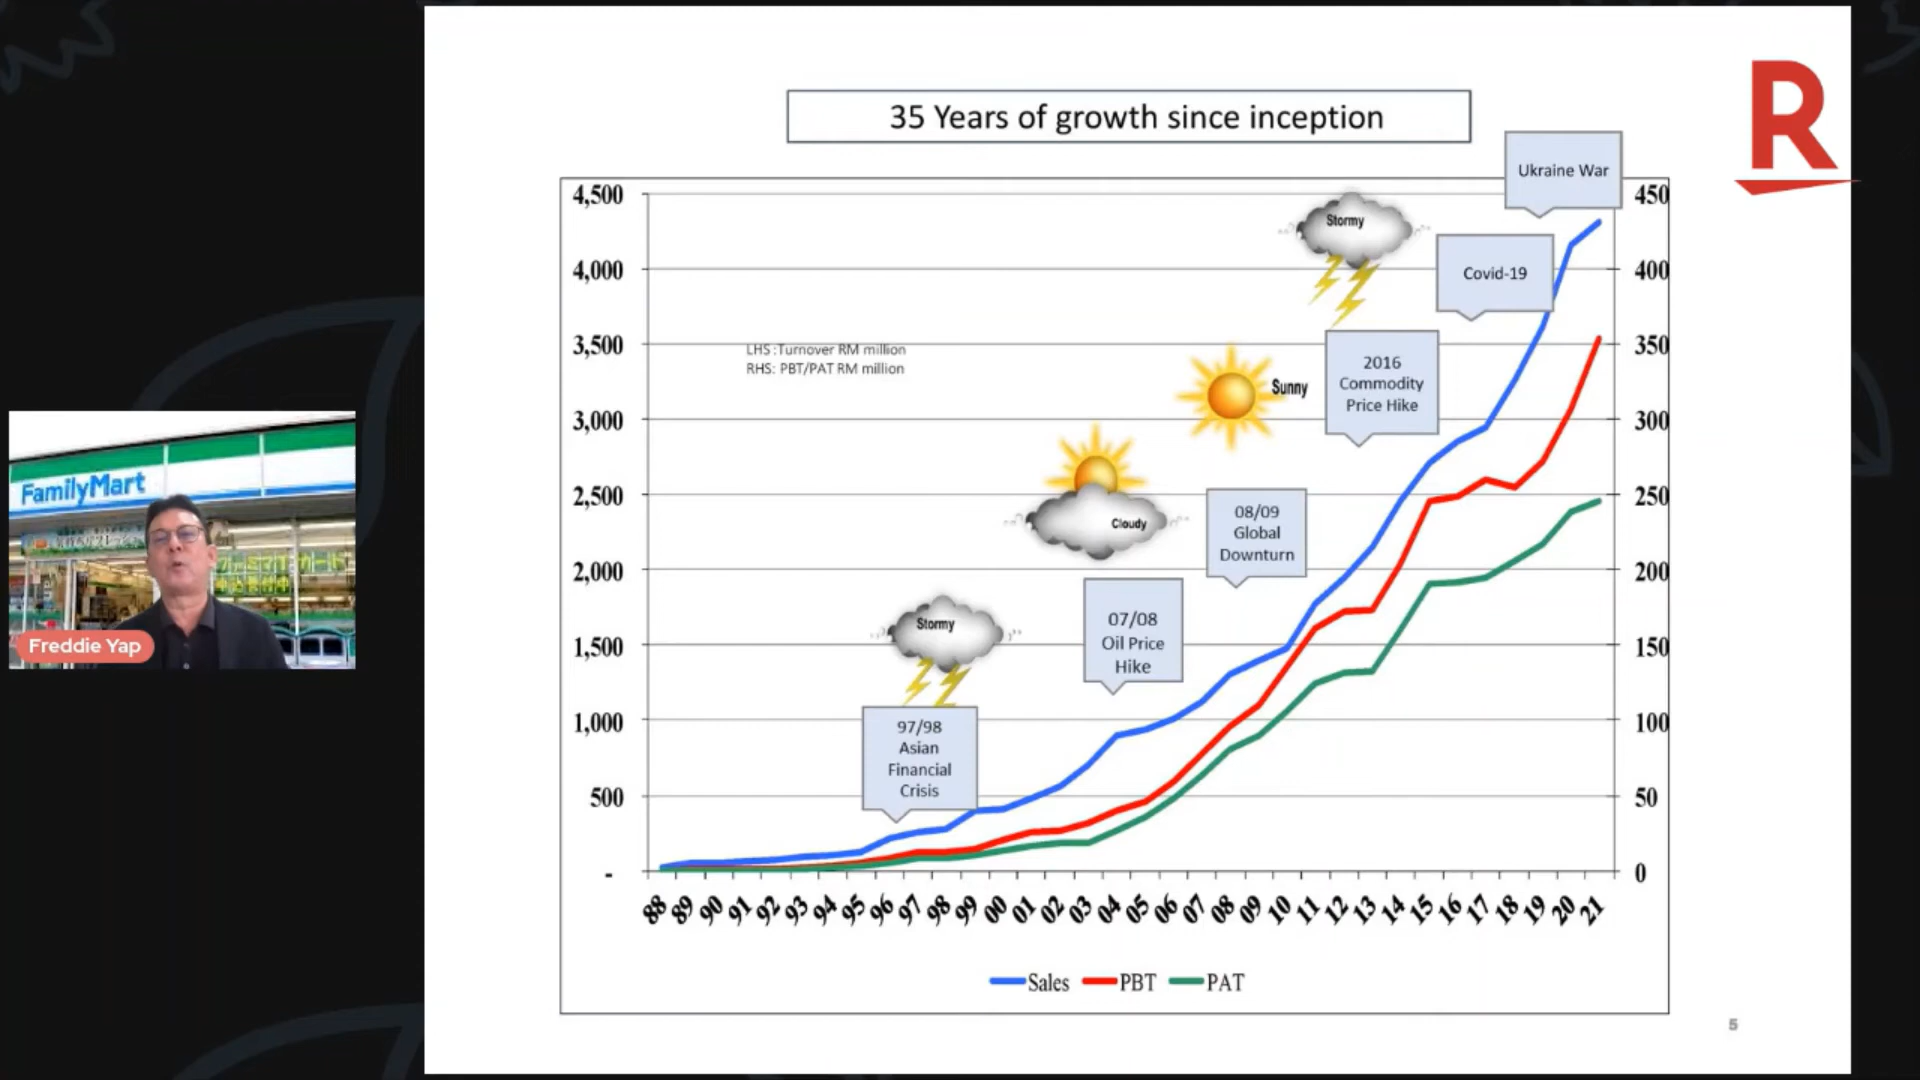 35 Years of growth since inception
R
Ukraine War
4,500
4,000
3,500
3,000
2,500
2,000
1,500
1,000
500
-
450
400
350
300
250
200
150
100
50
0
LHS :Turnover RM million
RHS: PBT/PAT RM million
Stormy
Covid-19
2016
Commodity
Price Hike
Sunny
Cloudy
08/09
Global
Downturn
07/08
Oil Price
Hike
Stormy
97/98
Asian
Financial
Crisis
88 89 90 91 92 93 94 95 96 97 98 99 00 01 02 03 04 05 06 07 08 09 10 11 12 13 14 15 16 17 18 19 20 21
Sales PBT PAT
5
FamilyMart
Freddie Yap